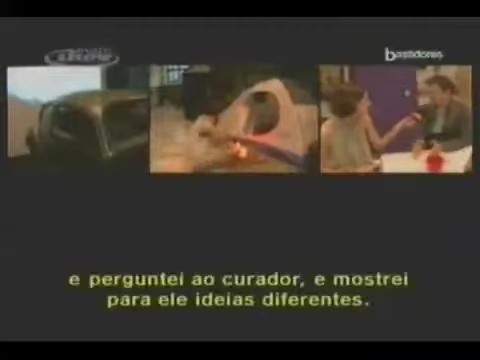 bastidores
e perguntei ao curador, e mostrei
para ele ideias diferentes.